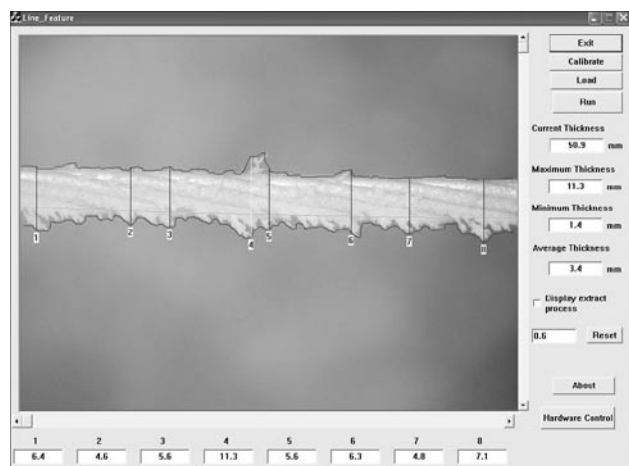 Line_Feature
Exit
Calibrate
Load
Run
Current Thickness
50.9 mm
Maximum Thickness
11.3 mm
Minimum Thickness
1.4 mm
Average Thickness
3.4 mm
Display extract
process
0.6 Reset
About
Hardware Control
1 2 3 4 5 6 7 8
1 2 3 4 5 6 7 8
6.4 4.6 5.6 11.3 5.6 6.3 4.8 7.1